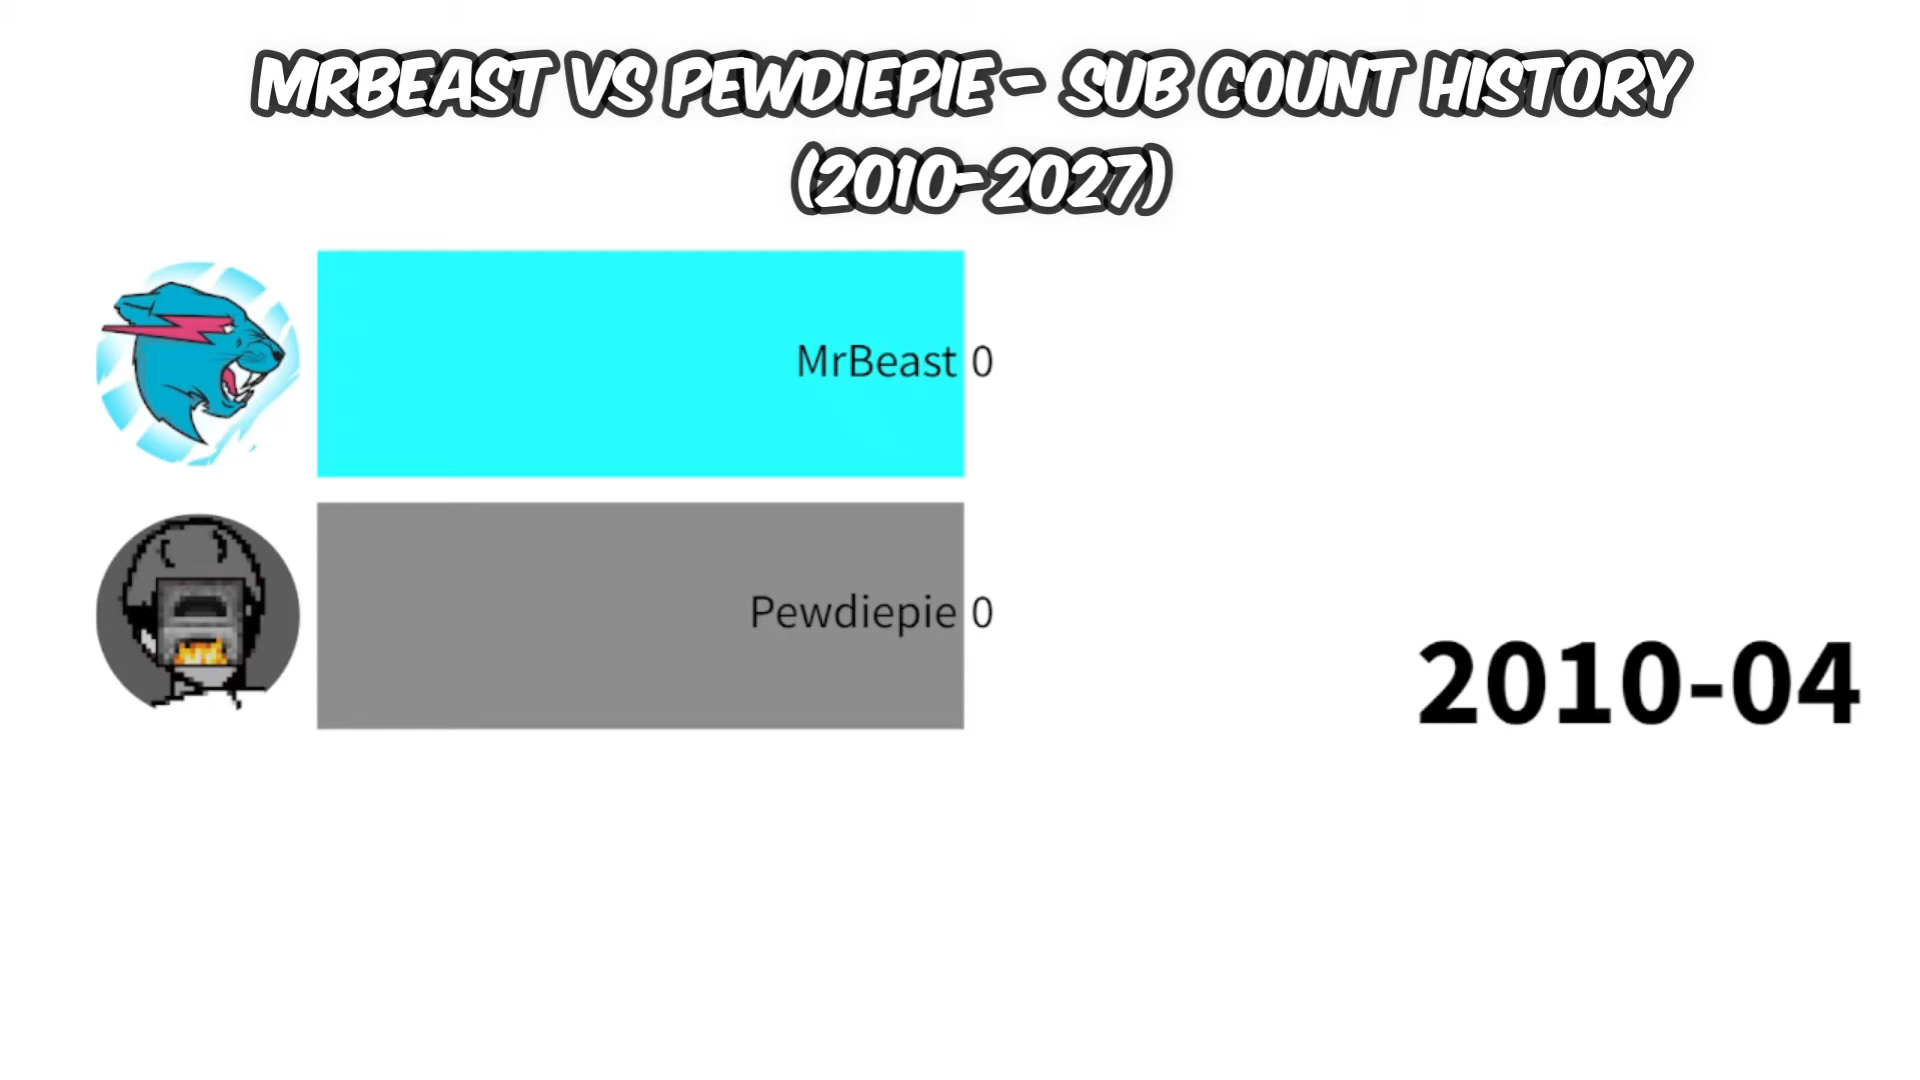 MRBEAST VS PEWDIEPIE - SUB COUNT HISTORY
(2010-2027)
MrBeast 0
Pewdiepie 0
2010-04